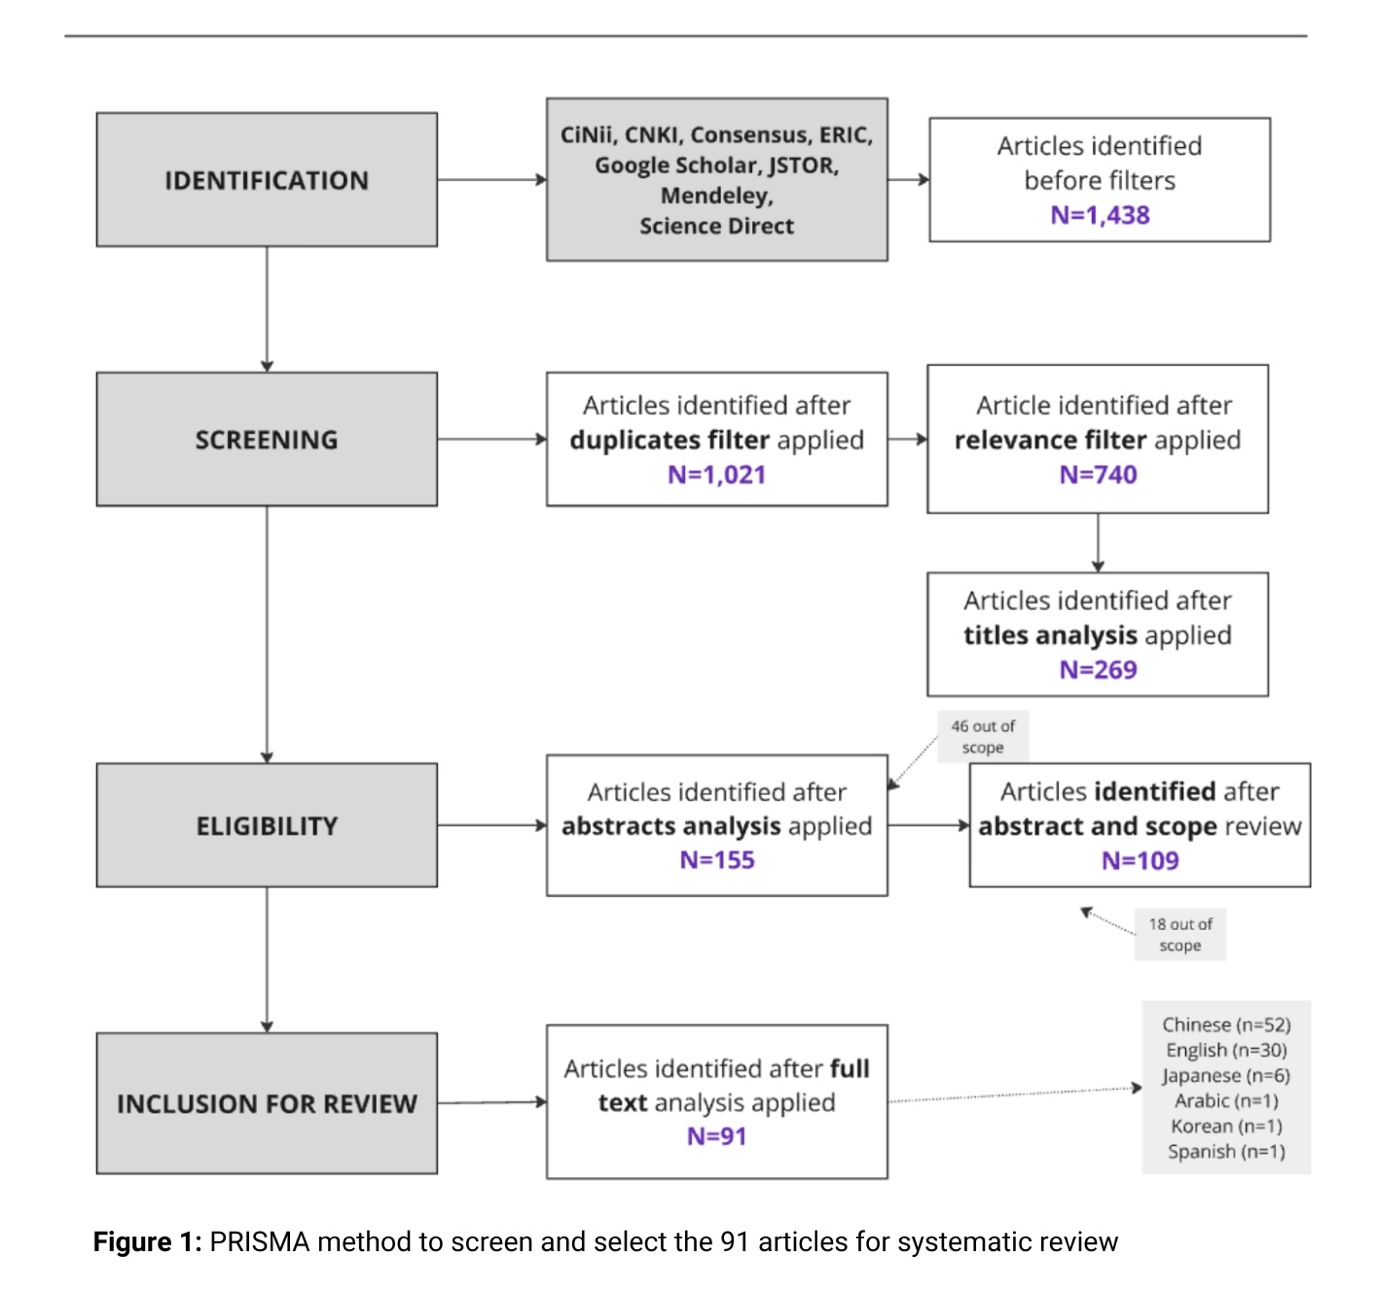 IDENTIFICATION
CiNii, CNKI, Consensus, ERIC,
Google Scholar, JSTOR,
Mendeley,
Science Direct
Articles identified
before filters
N=1,438
SCREENING
Articles identified after
duplicates filter applied
N=1,021
Article identified after
relevance filter applied
N=740
Articles identified after
titles analysis applied
N=269
46 out of
scope
ELIGIBILITY
Articles identified after
abstracts analysis applied
N=155
Articles identified after
abstract and scope review
N=109
18 out of
scope
INCLUSION FOR REVIEW
Articles identified after full
text analysis applied
N=91
Chinese (n=52)
English (n=30)
Japanese (n=6)
Arabic (n=1)
Korean (n=1)
Spanish (n=1)
Figure 1: PRISMA method to screen and select the 91 articles for systematic review